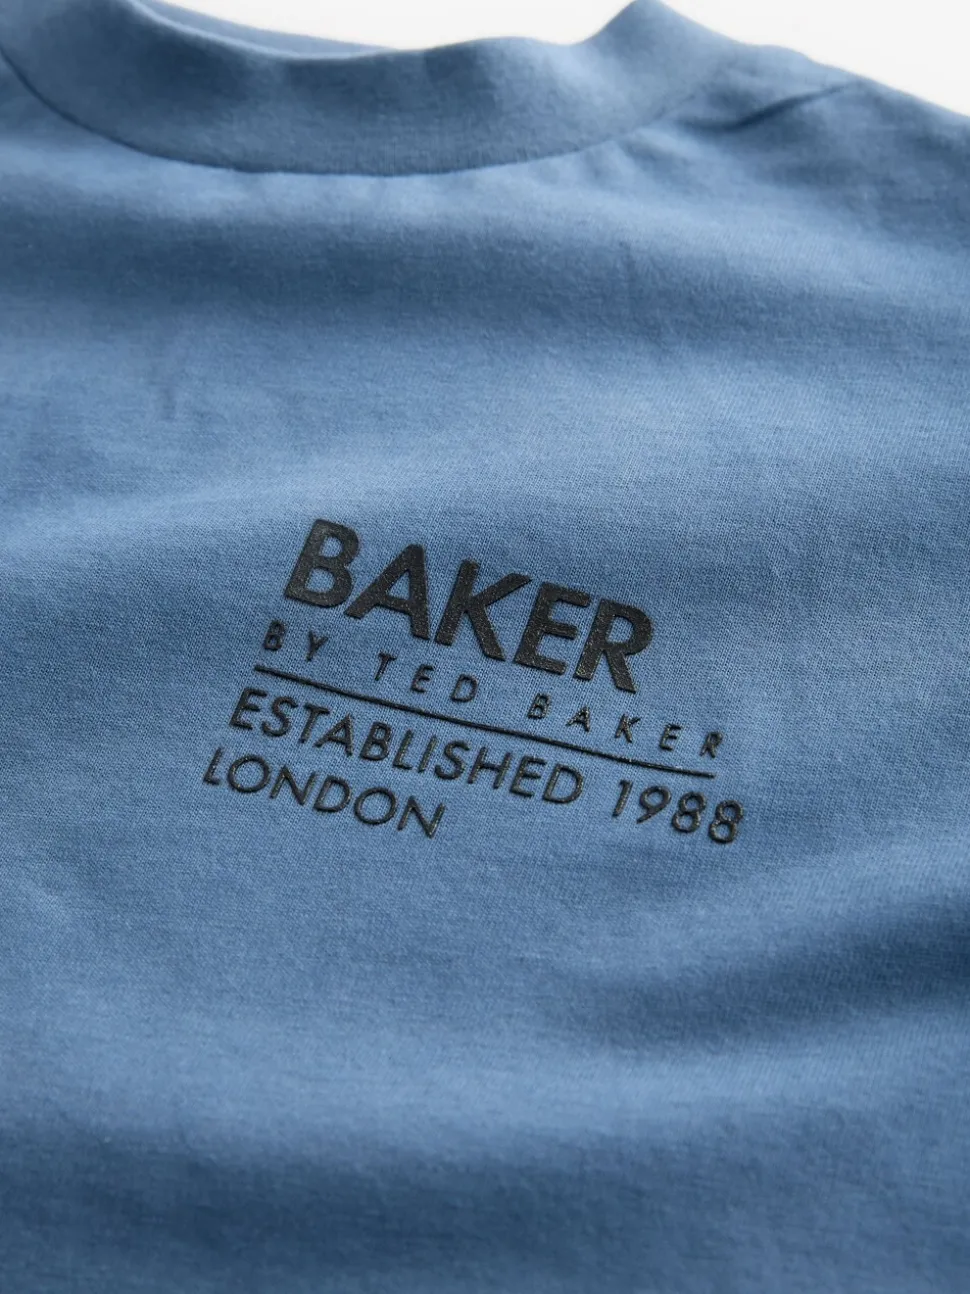 BAKER
BY TED BAKER
ESTABLISHED 1988
LONDON